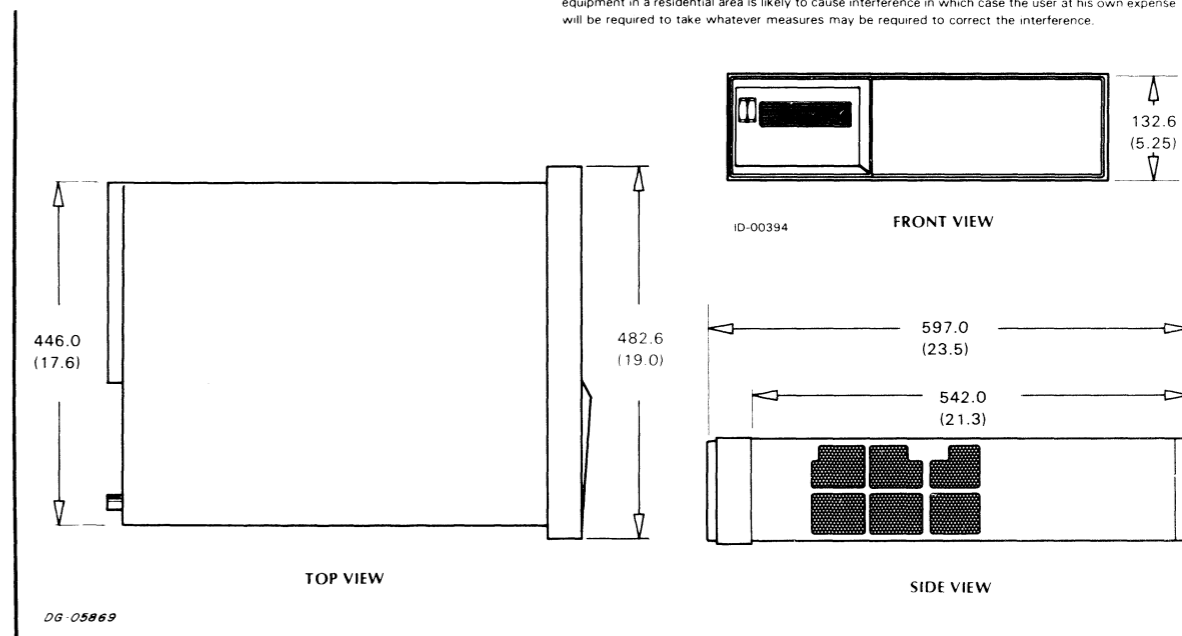 equipment in a residential area is likely to cause interference in which case the user at his own expense
will be required to take whatever measures may be required to correct the interference.
132.6
(5.25)
ID-00394
FRONT VIEW
446.0
(17.6)
482.6
(19.0)
597.0
(23.5)
542.0
(21.3)
TOP VIEW
SIDE VIEW
DG-05869